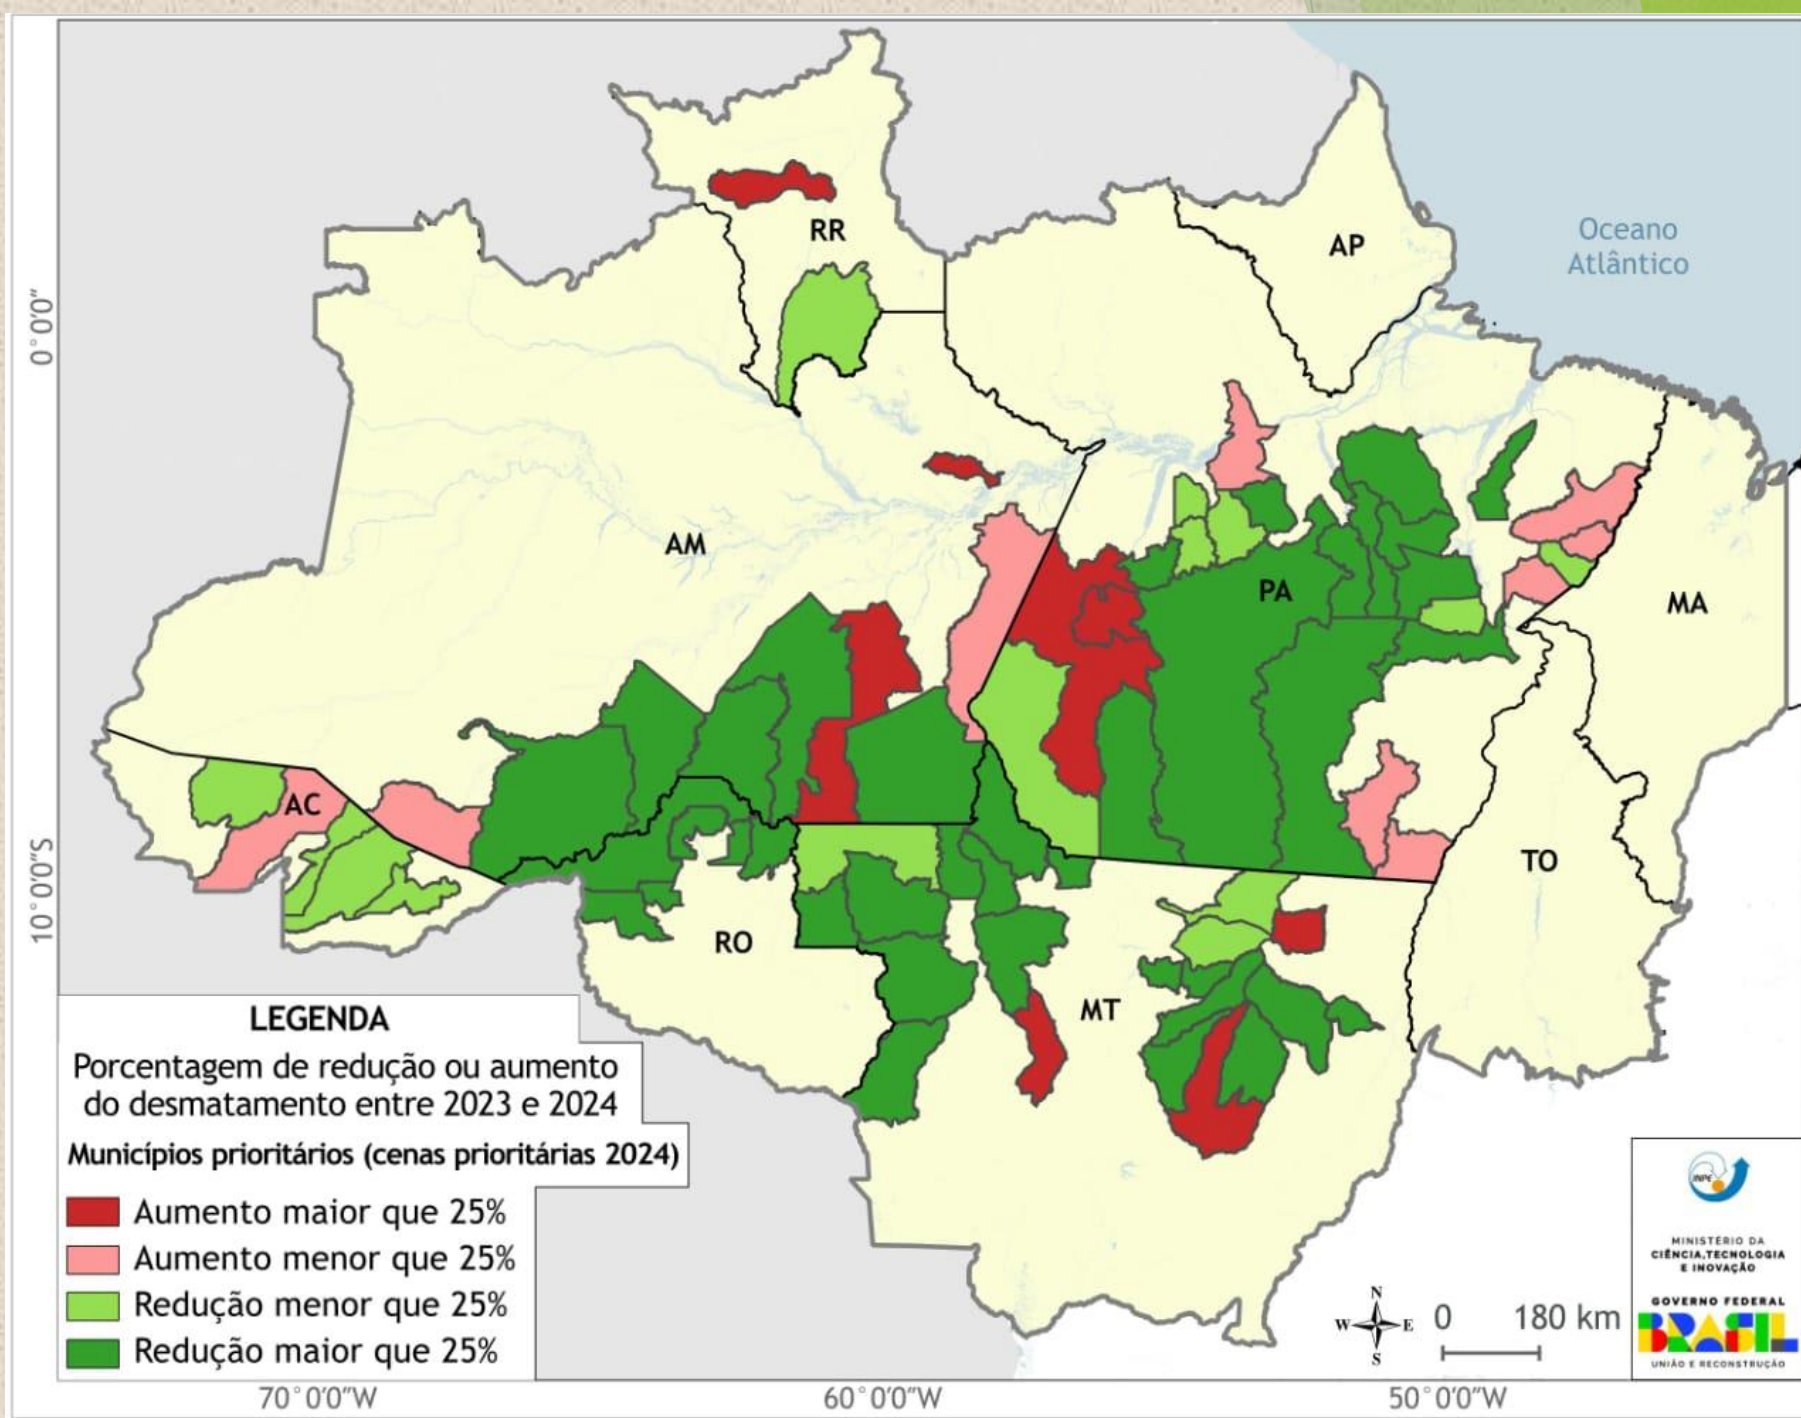 Oceano
Atlântico
RR
AP
AM
PA
MA
AC
TO
RO
MT
0°0'0"
10°0'0"S
70°0'0"W
60°0'0"W
50°0'0"W
LEGENDA
Porcentagem de redução ou aumento
do desmatamento entre 2023 e 2024
Municípios prioritários (cenas prioritárias 2024)
Aumento maior que 25%
Aumento menor que 25%
Redução menor que 25%
Redução maior que 25%
N
W E
S
0 180 km
INPE
MINISTÉRIO DA
CIÊNCIA,TECNOLOGIA
E INOVAÇÃO
GOVERNO FEDERAL
BRASIL
UNIÃO E RECONSTRUÇÃO